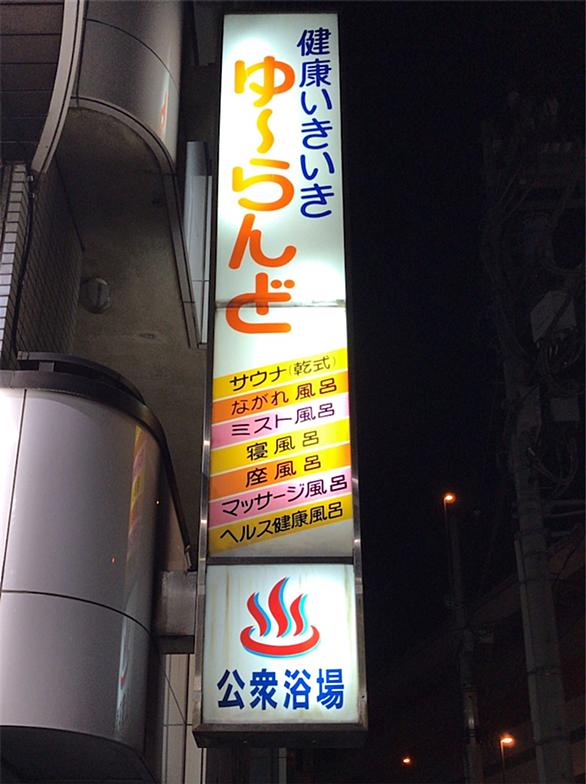 健康いきいき
ゆ～らんど
サウナ(乾式)
ながれ風呂
ミスト風呂
寝風呂
座風呂
マッサージ風呂
ヘルス健康風呂
公衆浴場